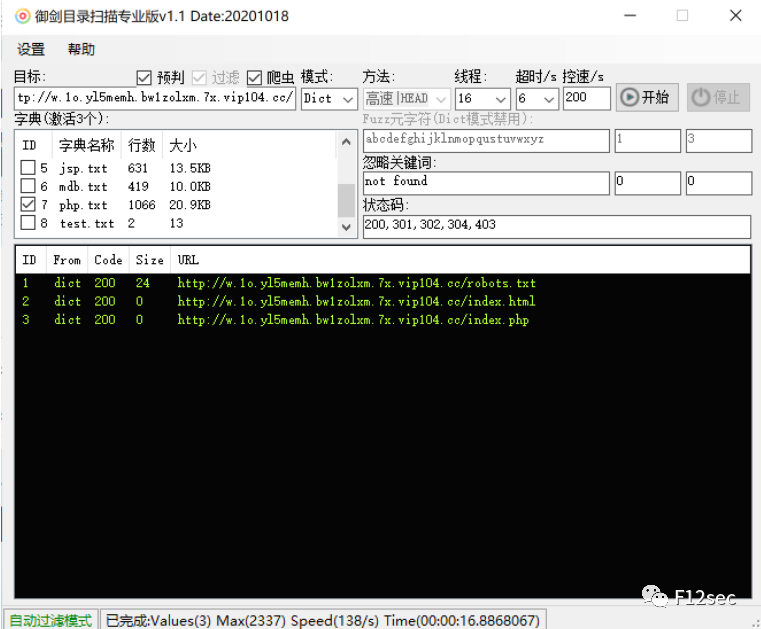 御剑目录扫描专业版v1.1 Date:20201018
设置 帮助
目标: 预判 过滤 爬虫 模式: 方法: 线程: 超时/s 控速/s
tp://w.1o.yl5memh.bw1zolxm.7x.vip104.cc/ Dict 高速|HEAD 16 6 200 开始 停止
字典(激活3个): Fuzz元字符(Dict模式禁用):
abcdefghijklnmopqustuvwxyz 1 3
ID 字典名称 行数 大小
忽略关键词:
5 jsp.txt 631 13.5KB
6 mdb.txt 419 10.0KB
not found 0 0
7 php.txt 1066 20.9KB
状态码:
8 test.txt 2 13
200,301,302,304,403
ID From Code Size URL
1 dict 200 24 http://w.1o.yl5memh.bw1zolxm.7x.vip104.cc/robots.txt
2 dict 200 0 http://w.1o.yl5memh.bw1zolxm.7x.vip104.cc/index.html
3 dict 200 0 http://w.1o.yl5memh.bw1zolxm.7x.vip104.cc/index.php
F12sec
自动过滤模式 已完成:Values(3) Max(2337) Speed(138/s) Time(00:00:16.8868067)